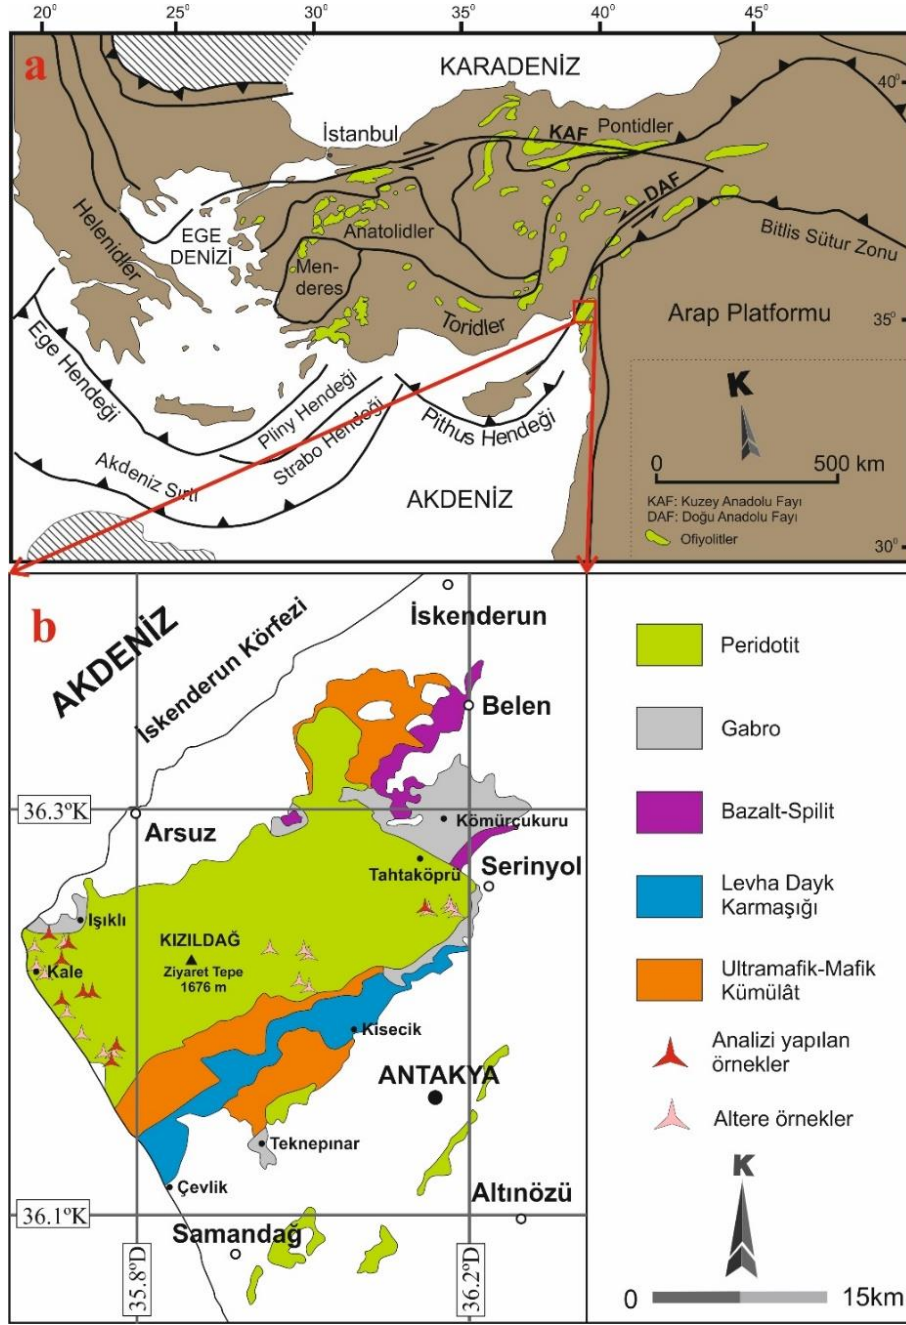 20° 25° 30° 35° 40° 45°
a
KARADENİZ
40°
İstanbul
KAF
Pontidler
DAF
Helenidler
EGE
DENİZİ
Anatolidler
Bitlis Sütur Zonu
Men-
deres
Toridler
Arap Platformu
35°
Ege Hendeği
Pliny Hendeği
Strabo Hendeği
Pithus Hendeği
K
Akdeniz Sırtı
AKDENİZ
0 500 km
KAF: Kuzey Anadolu Fayı
DAF: Doğu Anadolu Fayı
Ofiyolitler
30°
b
AKDENİZ
İskenderun Körfezi
İskenderun
Belen
36.3ºK
Arsuz
Kömürçukuru
Tahtaköprü
Serinyol
Işıklı
KIZILDAĞ
Ziyaret Tepe
1676 m
Kale
Kisecik
ANTAKYA
Teknepınar
Çevlik
Altınözü
36.1ºK
Samandağ
35.8ºD
36.2ºD
Peridotit
Gabro
Bazalt-Spilit
Levha Dayk
Karmaşığı
Ultramafik-Mafik
Kümülât
Analizi yapılan
örnekler
Altere örnekler
K
0 15km